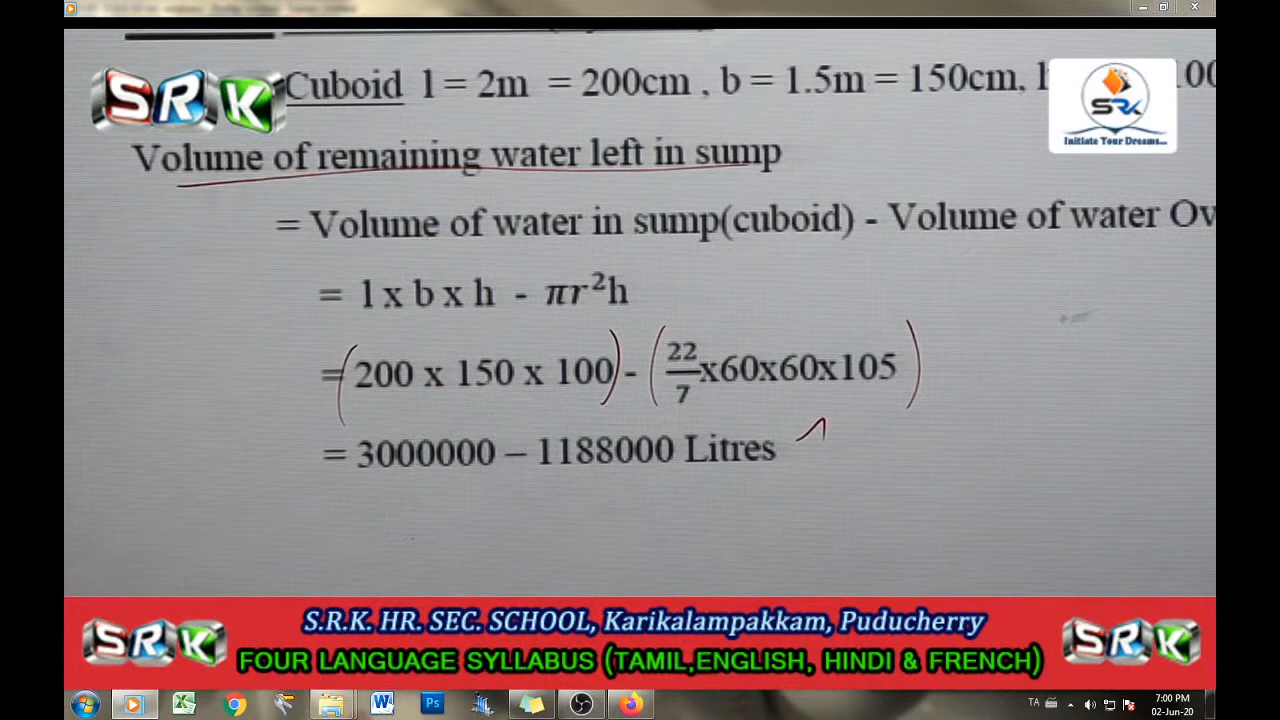 SRK Cuboid l = 2m = 200cm , b = 1.5m = 150cm,
SRK
Initiate Your Dreams...
Volume of remaining water left in sump
= Volume of water in sump(cuboid) - Volume of water
= l x b x h - πr²h
= (200 x 150 x 100) - (22/7 x60x60x105)
= 3000000 – 1188000 Litres
SRK S.R.K. HR. SEC. SCHOOL, Karikalampakkam, Puducherry SRK
FOUR LANGUAGE SYLLABUS (TAMIL,ENGLISH, HINDI & FRENCH)
TA 7:00 PM
02-Jun-20